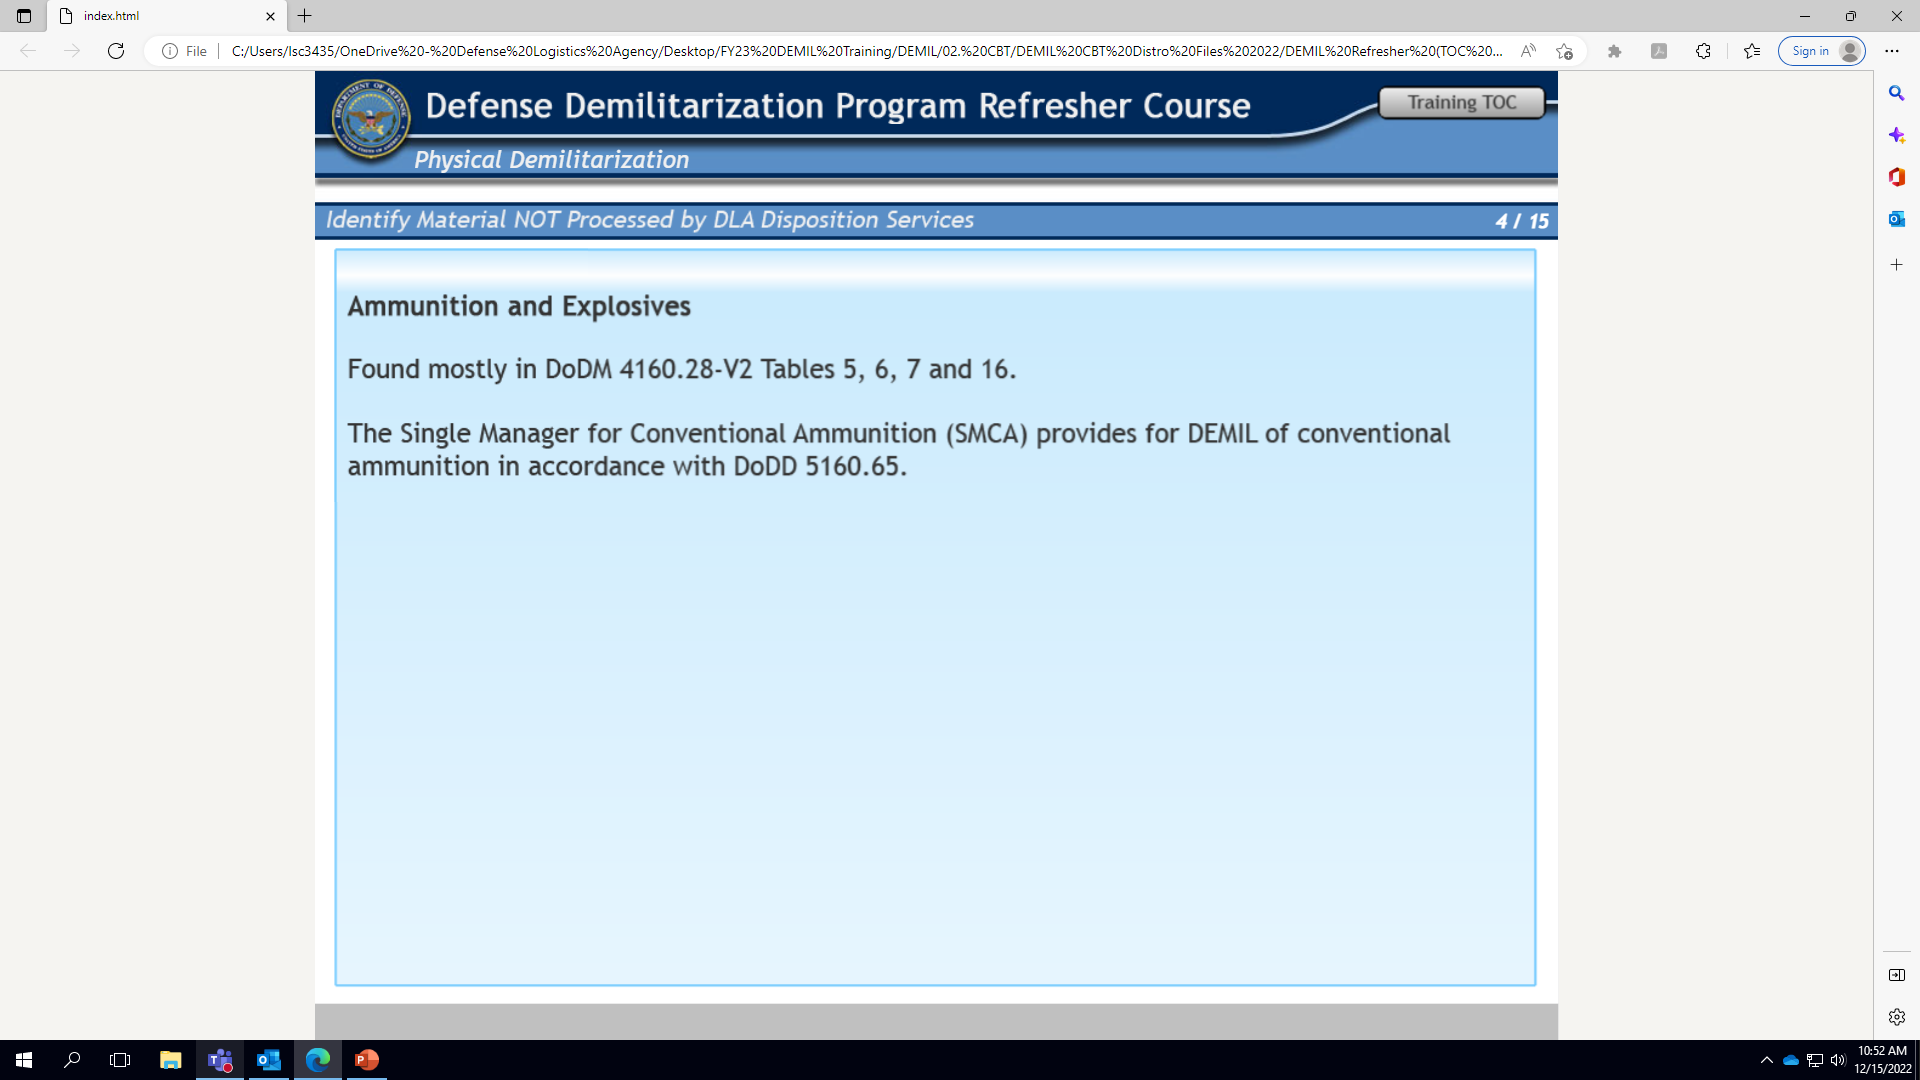 index.html
File
C:/Users/lsc3435/OneDrive%20-%20Defense%20Logistics%20Agency/Desktop/FY23%20DEMIL%20Training/DEMIL/02.%20CBT/DEMIL%20CBT%20Distro%20Files%202022/DEMIL%20Refresher%20(TOC%20...
Sign in
Defense Demilitarization Program Refresher Course
Training TOC
Physical Demilitarization
Identify Material NOT Processed by DLA Disposition Services
4 / 15
Ammunition and Explosives
Found mostly in DoDM 4160.28-V2 Tables 5, 6, 7 and 16.
The Single Manager for Conventional Ammunition (SMCA) provides for DEMIL of conventional
ammunition in accordance with DoDD 5160.65.
10:52 AM
12/15/2022